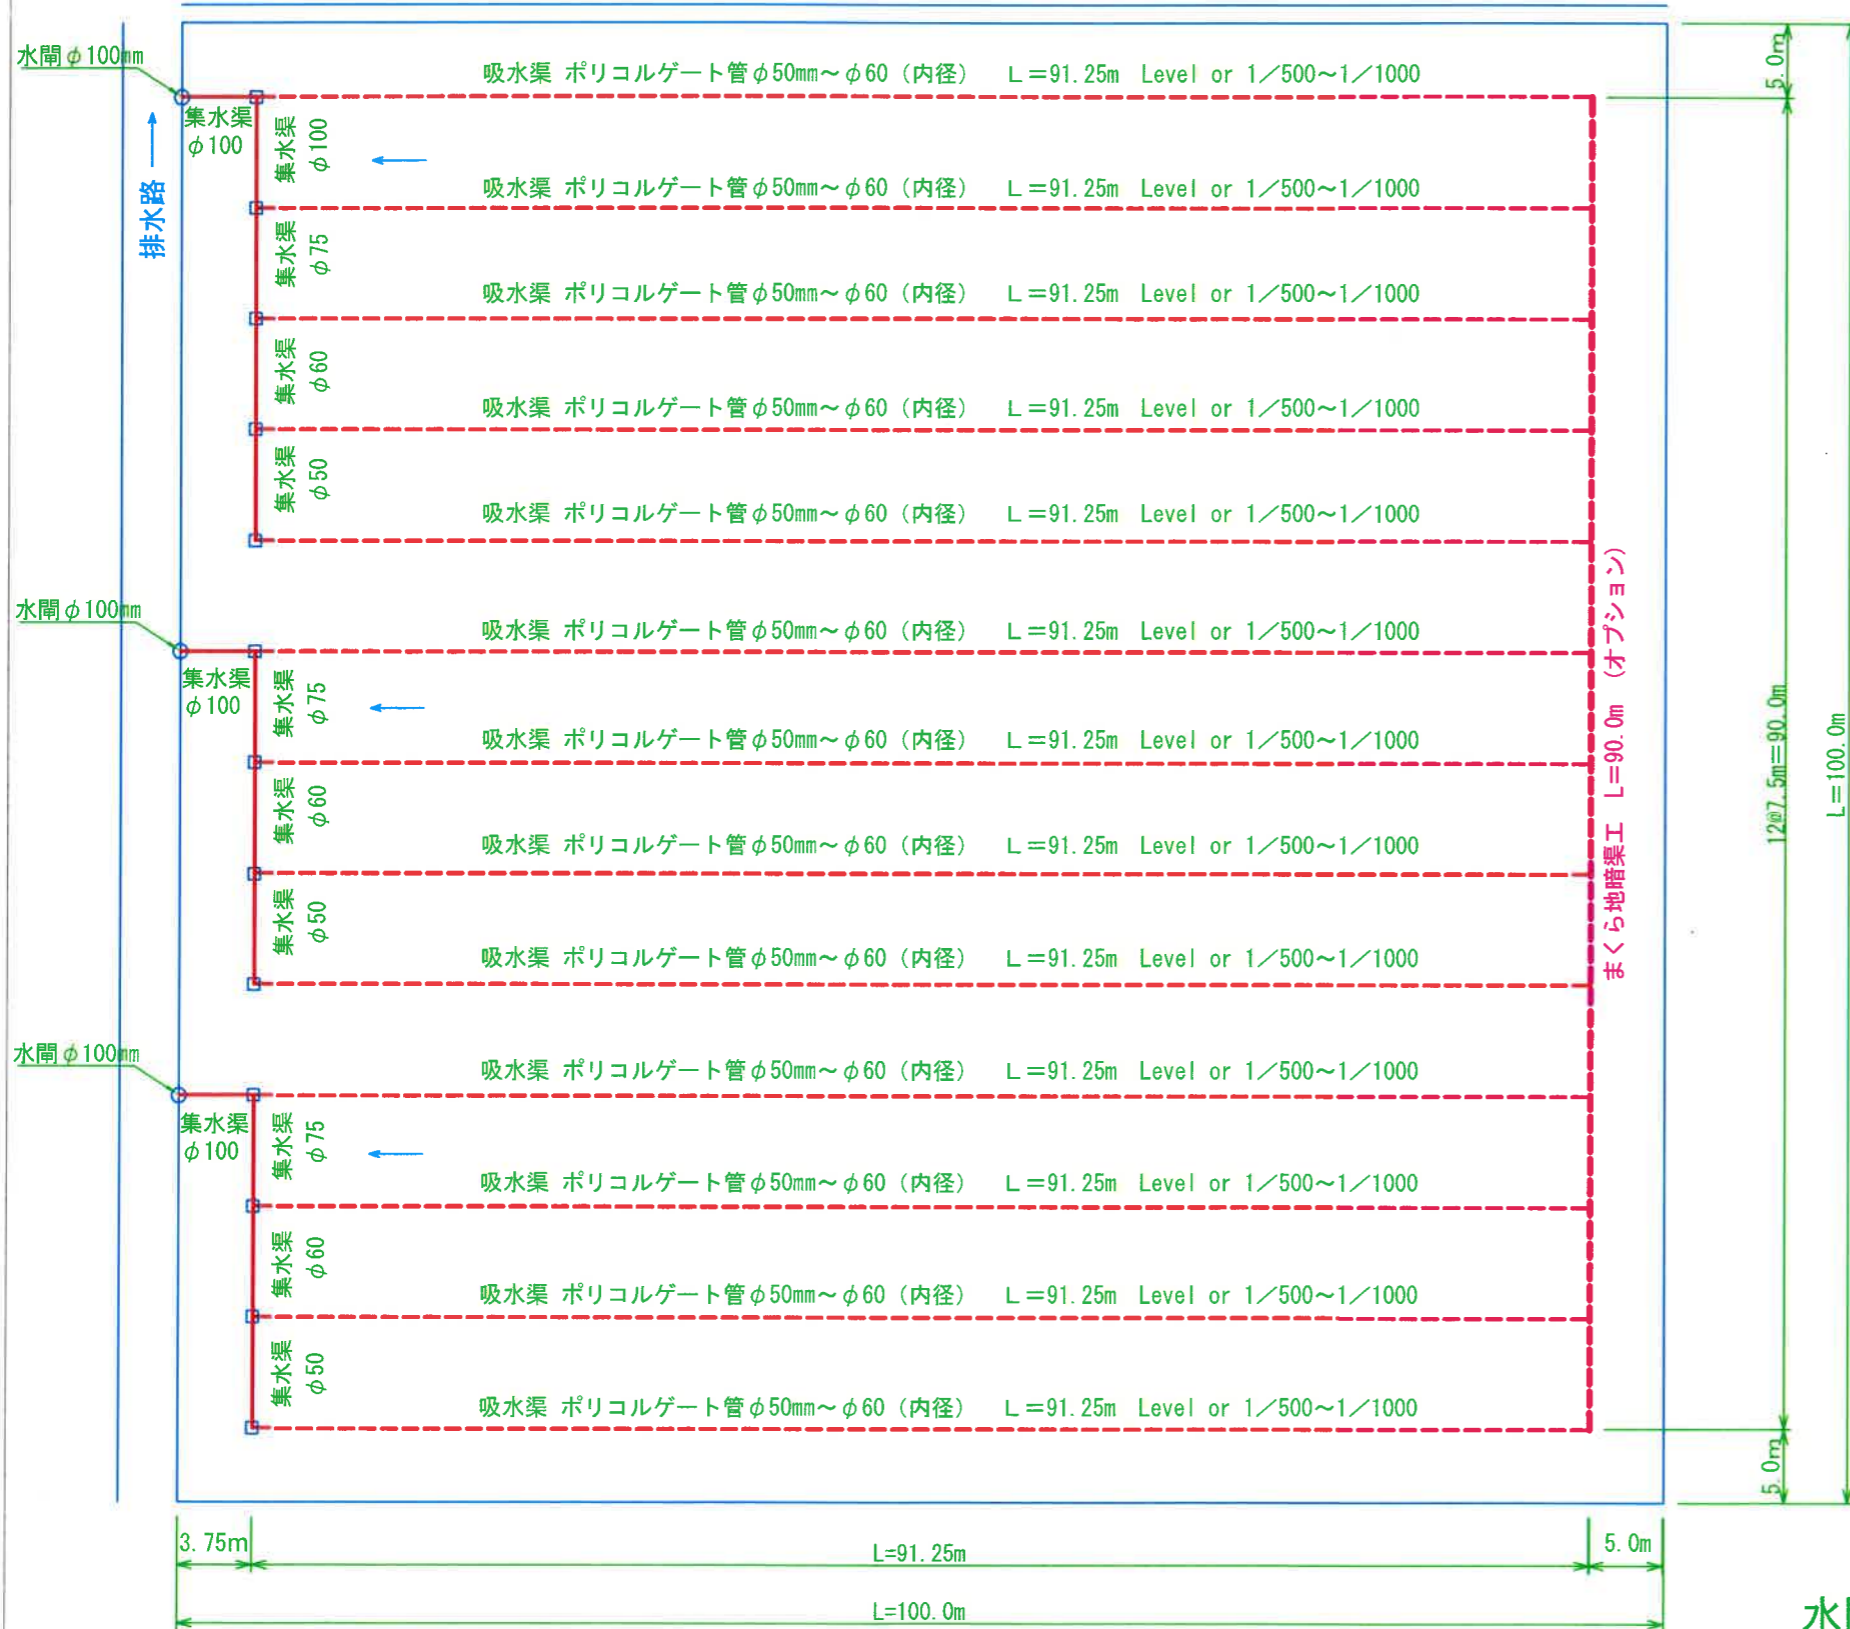 水閘φ100mm
吸水渠 ポリコルゲート管φ50mm～φ60（内径） L＝91.25m Level or 1／500～1／1000
5.0m
集水渠
φ100
集水渠
φ100
排水路
吸水渠 ポリコルゲート管φ50mm～φ60（内径） L＝91.25m Level or 1／500～1／1000
集水渠
φ75
吸水渠 ポリコルゲート管φ50mm～φ60（内径） L＝91.25m Level or 1／500～1／1000
集水渠
φ60
吸水渠 ポリコルゲート管φ50mm～φ60（内径） L＝91.25m Level or 1／500～1／1000
集水渠
φ50
吸水渠 ポリコルゲート管φ50mm～φ60（内径） L＝91.25m Level or 1／500～1／1000
水閘φ100mm
吸水渠 ポリコルゲート管φ50mm～φ60（内径） L＝91.25m Level or 1／500～1／1000
集水渠
φ100
集水渠
φ75
まくら地暗渠工 L＝90.0m （オプション）
12@7.5m＝90.0m
L＝100.0m
吸水渠 ポリコルゲート管φ50mm～φ60（内径） L＝91.25m Level or 1／500～1／1000
集水渠
φ60
吸水渠 ポリコルゲート管φ50mm～φ60（内径） L＝91.25m Level or 1／500～1／1000
集水渠
φ50
吸水渠 ポリコルゲート管φ50mm～φ60（内径） L＝91.25m Level or 1／500～1／1000
水閘φ100mm
吸水渠 ポリコルゲート管φ50mm～φ60（内径） L＝91.25m Level or 1／500～1／1000
集水渠
φ100
集水渠
φ75
吸水渠 ポリコルゲート管φ50mm～φ60（内径） L＝91.25m Level or 1／500～1／1000
集水渠
φ60
吸水渠 ポリコルゲート管φ50mm～φ60（内径） L＝91.25m Level or 1／500～1／1000
集水渠
φ50
吸水渠 ポリコルゲート管φ50mm～φ60（内径） L＝91.25m Level or 1／500～1／1000
5.0m
3.75m
L=91.25m
5.0m
L=100.0m
水